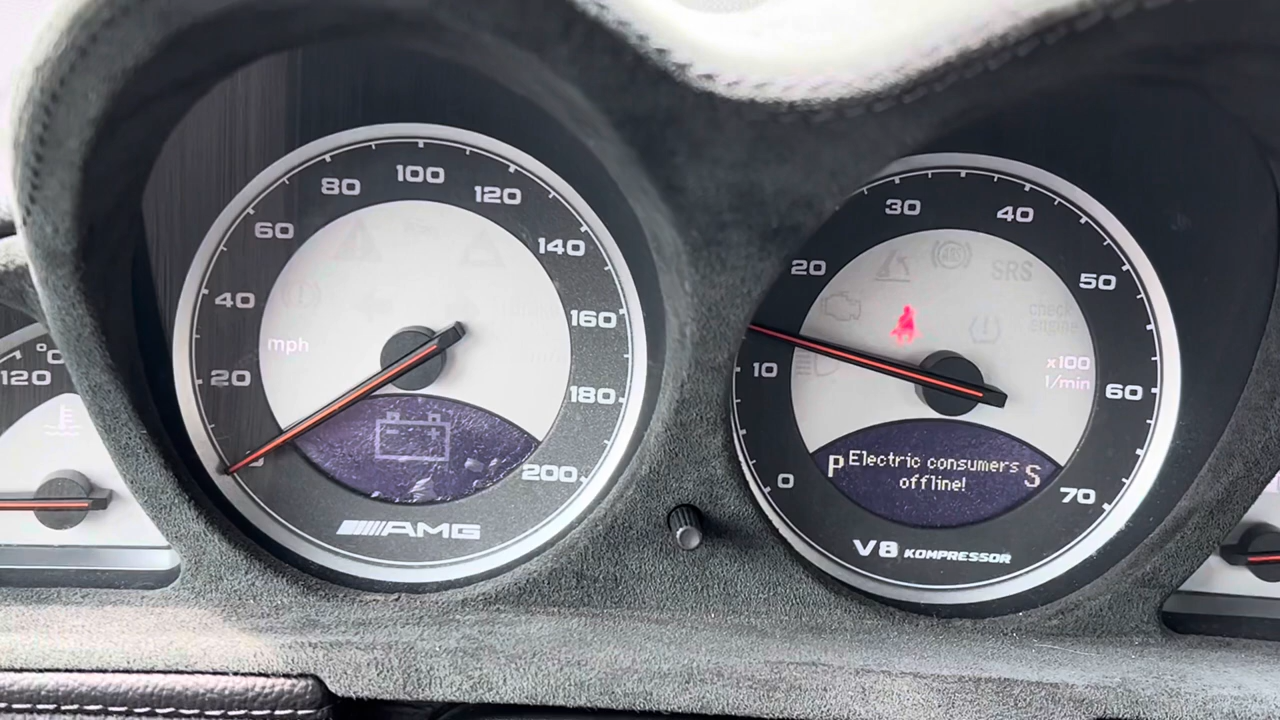 °C
120
0
20
40
60
80
100
120
140
160
180
200
mph
AMG
0
10
20
30
40
50
60
70
SRS
check
engine
x100
1/min
P Electric consumers S
offline!
V8 KOMPRESSOR